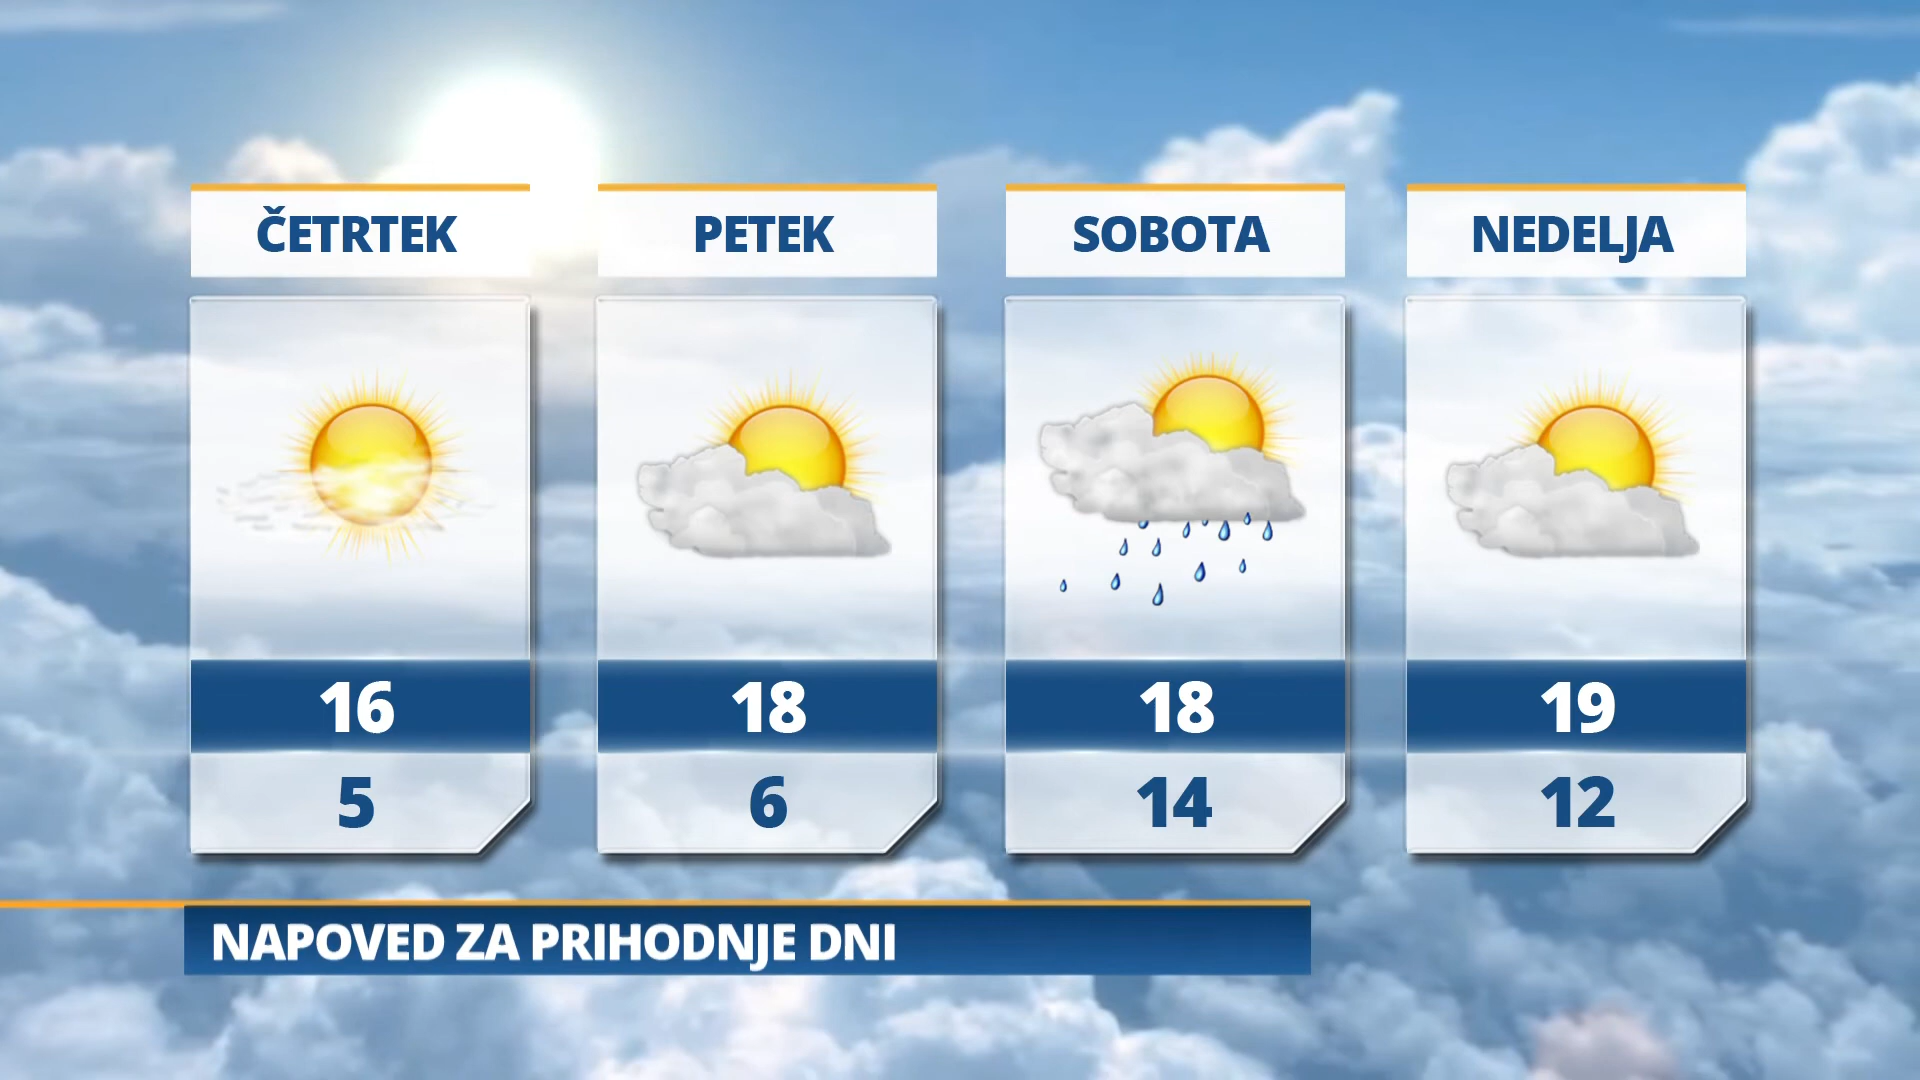 ČETRTEK PETEK SOBOTA NEDELJA
16 18 18 19
5 6 14 12
NAPOVED ZA PRIHODNJE DNI